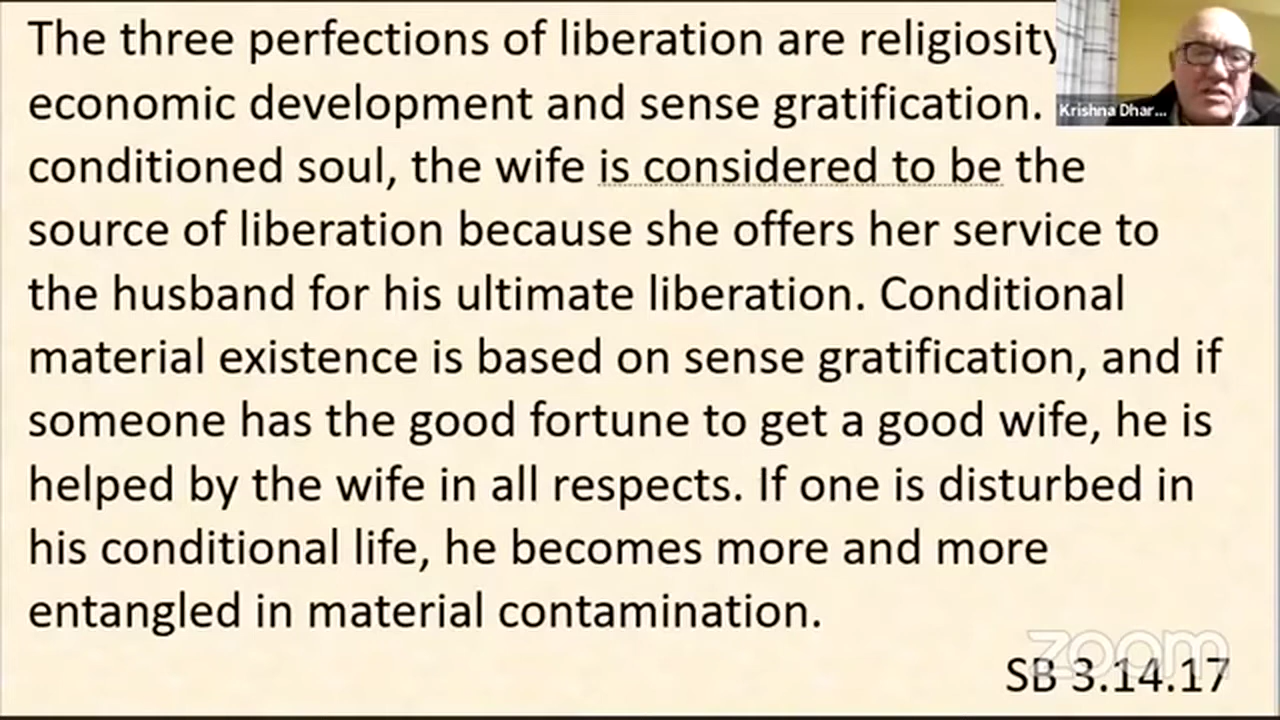 The three perfections of liberation are religiosity
economic development and sense gratification.
conditioned soul, the wife is considered to be the
source of liberation because she offers her service to
the husband for his ultimate liberation. Conditional
material existence is based on sense gratification, and if
someone has the good fortune to get a good wife, he is
helped by the wife in all respects. If one is disturbed in
his conditional life, he becomes more and more
entangled in material contamination.
SB 3.14.17
Krishna Dhar...
zoom